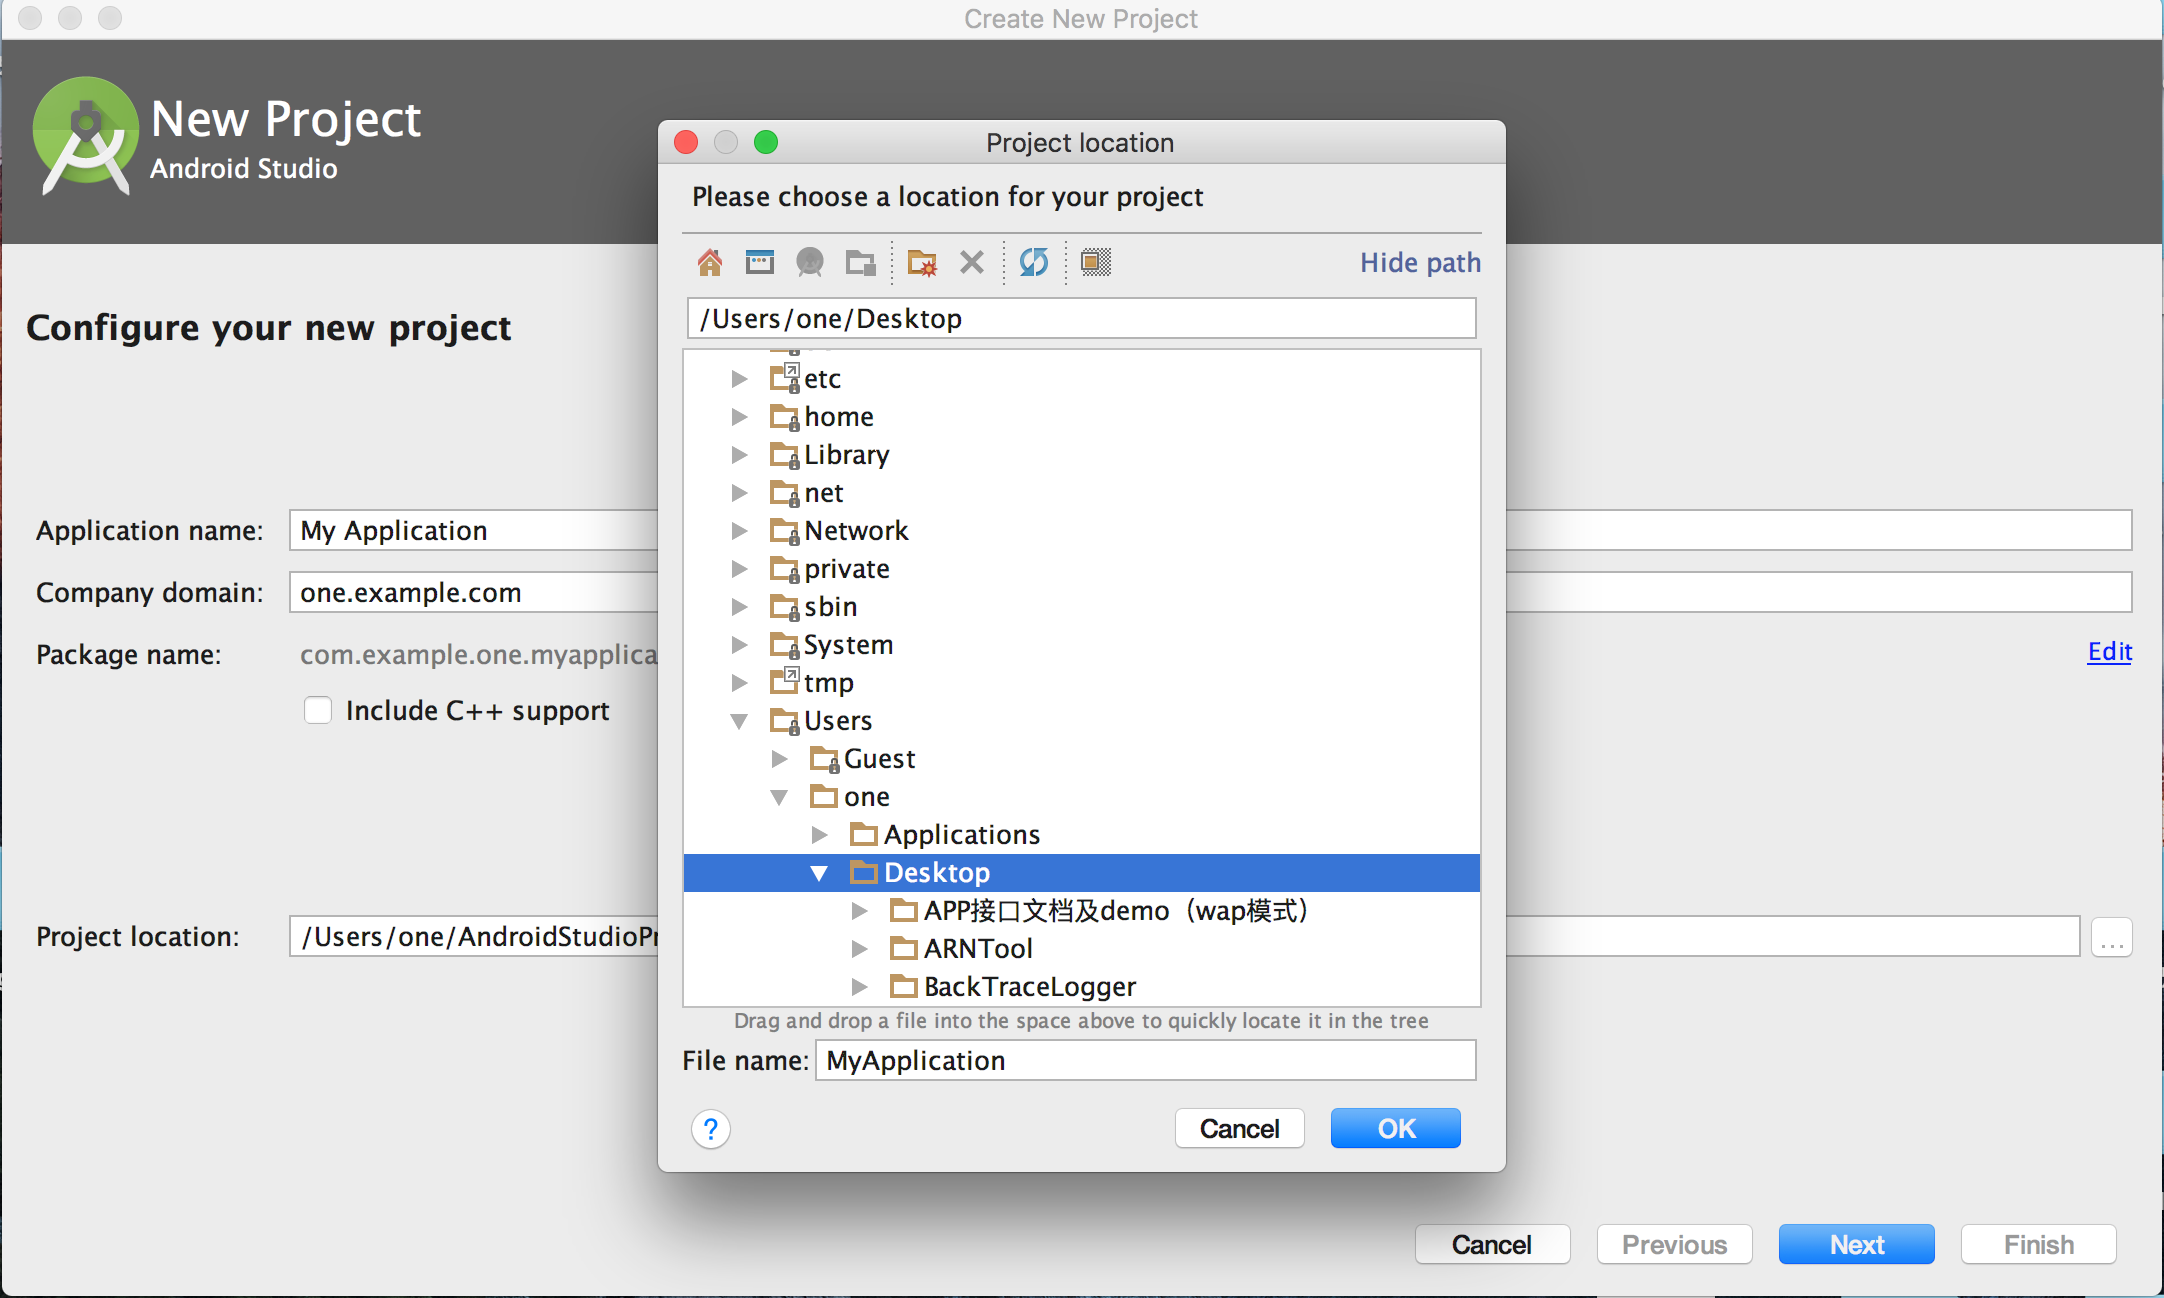 Create New Project
New Project
Android Studio
Configure your new project
Application name: My Application
Company domain: one.example.com
Package name: com.example.one.myapplica
Edit
Include C++ support
Project location: /Users/one/AndroidStudioPr
...
Project location
Please choose a location for your project
Hide path
/Users/one/Desktop
etc
home
Library
net
Network
private
sbin
System
tmp
Users
Guest
one
Applications
Desktop
APP接口文档及demo（wap模式）
ARNTool
BackTraceLogger
Drag and drop a file into the space above to quickly locate it in the tree
File name: MyApplication
? Cancel OK
Cancel Previous Next Finish